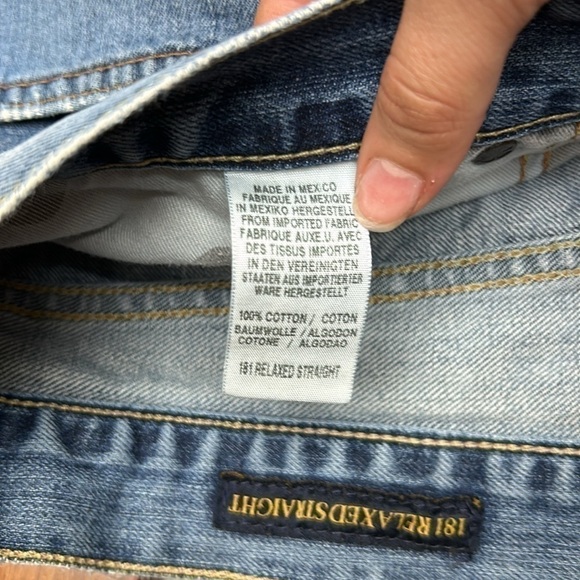 MADE IN MEXICO
FABRIQUE AU MEXIQUE
IN MEXIKO HERGESTELL
FROM IMPORTED FABRIC
FABRIQUE AUX E.U. AVEC
DES TISSUS IMPORTES
IN DEN VEREINIGTEN
STAATEN AUS IMPORTIERTER
WARE HERGESTELLT
100% COTTON / COTON
BAUMWOLLE / ALGODON
COTONE / ALGODAO
181 RELAXED STRAIGHT
181 RELAXED STRAIGHT